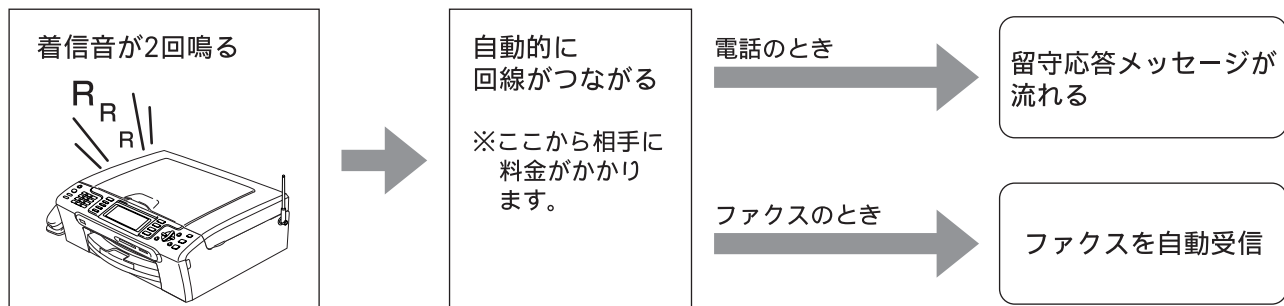 着信音が2回鳴る
R
R
R
自動的に
回線がつながる
※ここから相手に
料金がかかり
ます。
電話のとき
留守応答メッセージが
流れる
ファクスのとき
ファクスを自動受信